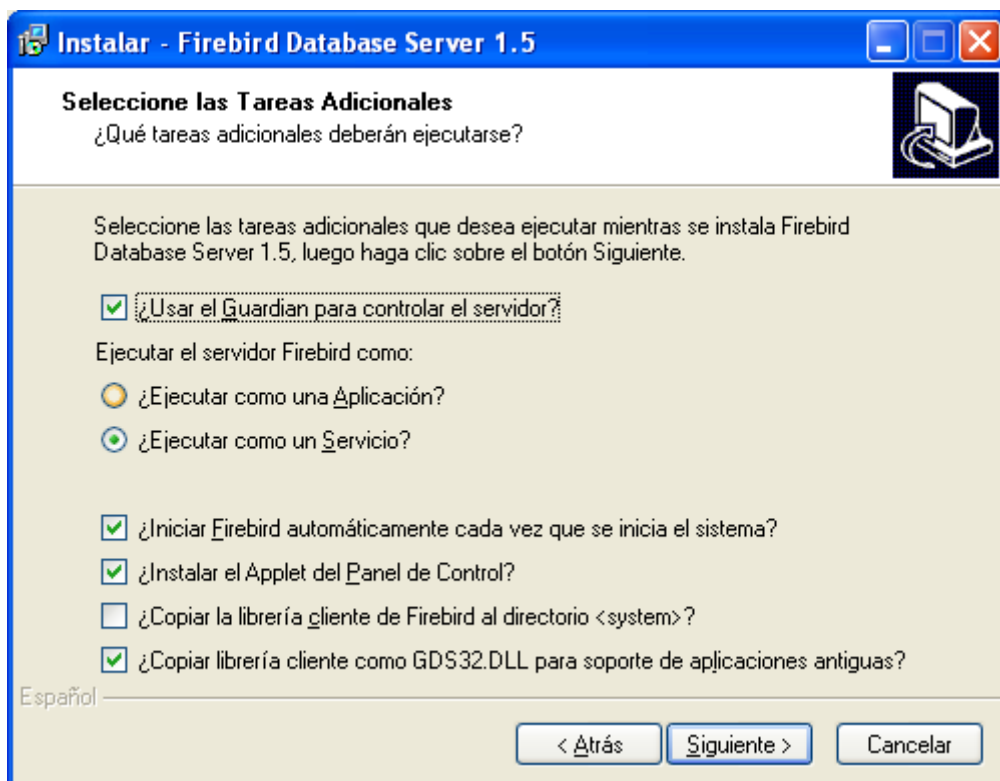 Instalar - Firebird Database Server 1.5
Seleccione las Tareas Adicionales
¿Qué tareas adicionales deberán ejecutarse?
Seleccione las tareas adicionales que desea ejecutar mientras se instala Firebird
Database Server 1.5, luego haga clic sobre el botón Siguiente.
¿Usar el Guardian para controlar el servidor?
Ejecutar el servidor Firebird como:
¿Ejecutar como una Aplicación?
¿Ejecutar como un Servicio?
¿Iniciar Firebird automáticamente cada vez que se inicia el sistema?
¿Instalar el Applet del Panel de Control?
¿Copiar la librería cliente de Firebird al directorio <system>?
¿Copiar librería cliente como GDS32.DLL para soporte de aplicaciones antiguas?
Español
< Atrás Siguiente > Cancelar